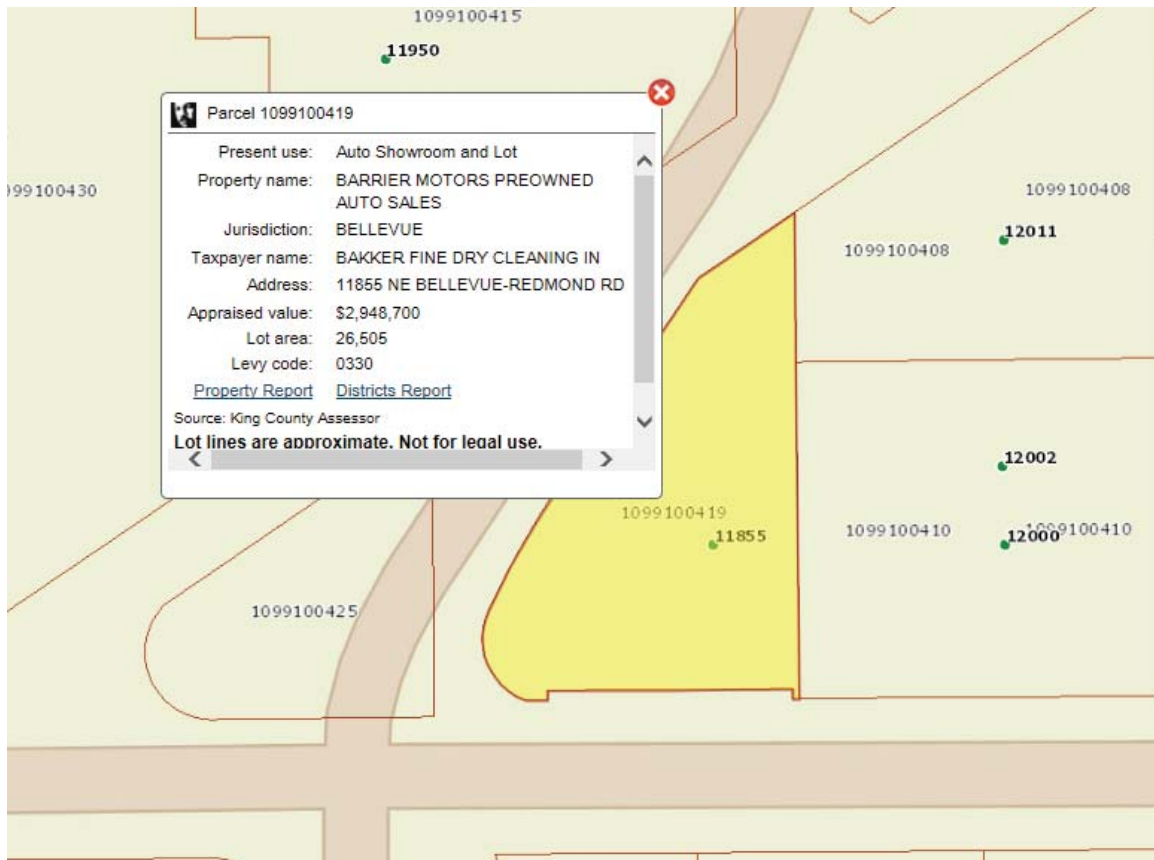 1099100415
11950
Parcel 1099100419
Present use: Auto Showroom and Lot
Property name: BARRIER MOTORS PREOWNED
AUTO SALES
Jurisdiction: BELLEVUE
Taxpayer name: BAKKER FINE DRY CLEANING IN
Address: 11855 NE BELLEVUE-REDMOND RD
Appraised value: $2,948,700
Lot area: 26,505
Levy code: 0330
Property Report Districts Report
Source: King County Assessor
Lot lines are approximate. Not for legal use.
99100430
1099100408
12011
1099100408
12002
1099100419
11855
1099100410
12000
1099100410
1099100425